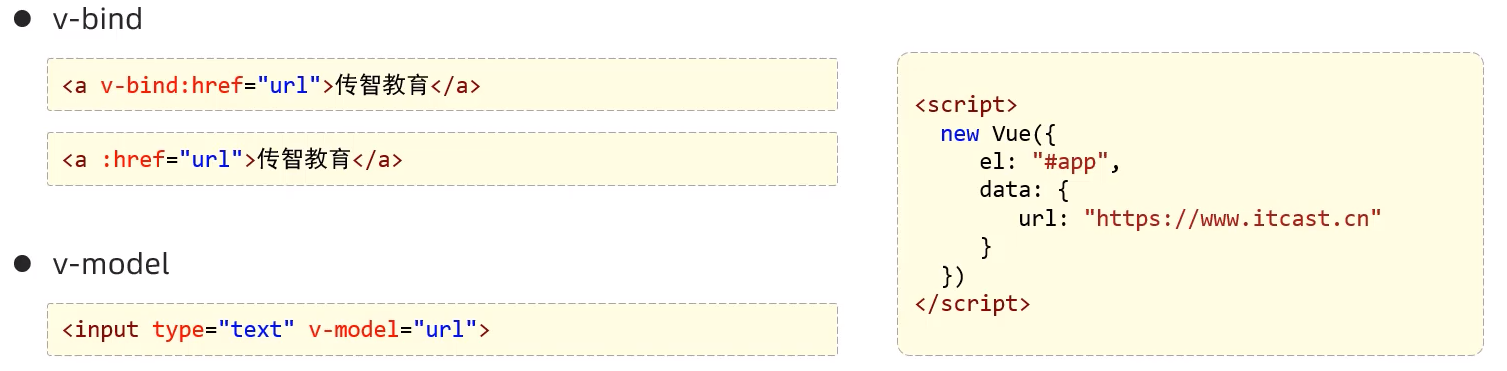 ● v-bind
<a v-bind:href="url">传智教育</a>
<a :href="url">传智教育</a>
● v-model
<input type="text" v-model="url">
<script>
  new Vue({
     el: "#app",
     data: {
        url: "https://www.itcast.cn"
     }
  })
</script>